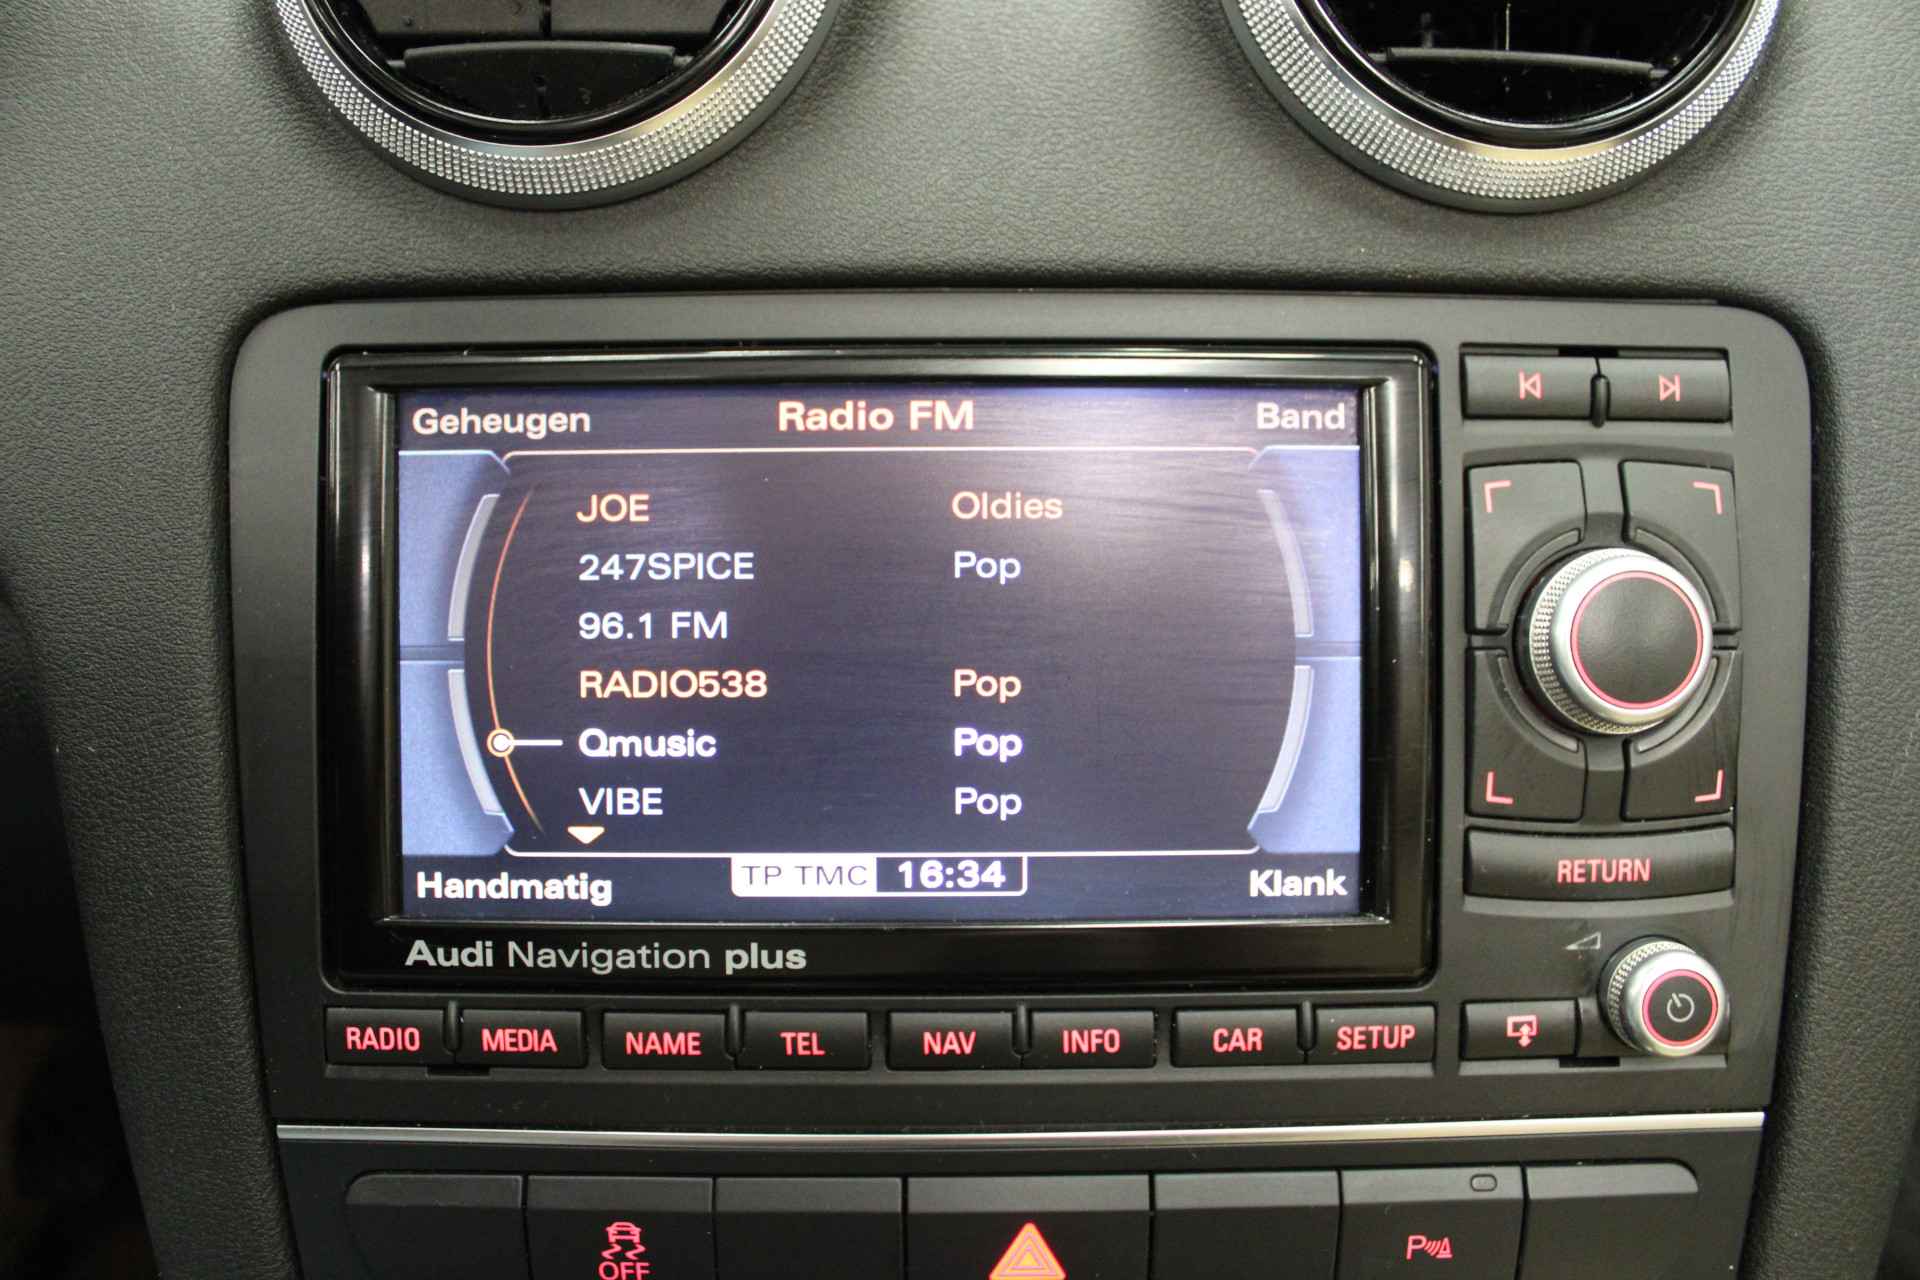 Geheugen Radio FM Band
JOE Oldies
247SPICE Pop
96.1 FM
RADIO538 Pop
Qmusic Pop
VIBE Pop
Handmatig TP TMC 16:34 Klank
Audi Navigation plus
RETURN
RADIO MEDIA NAME TEL NAV INFO CAR SETUP
OFF
P